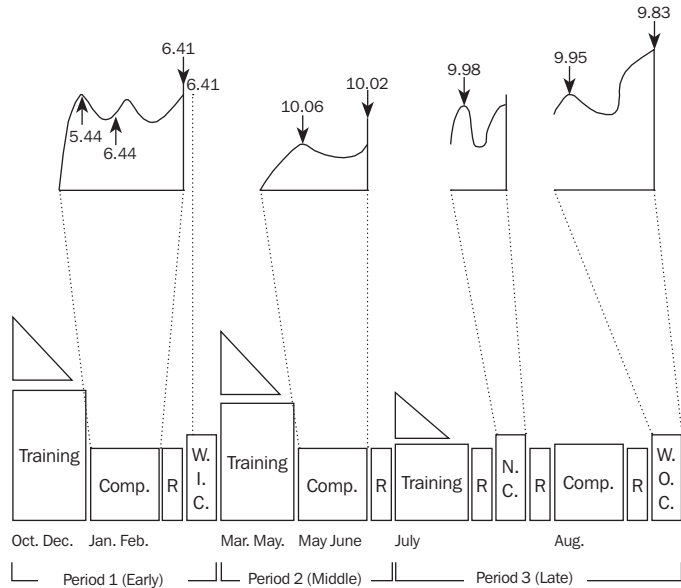 9.83
6.41
6.41
9.98
9.95
10.06
10.02
5.44
6.44
Training
Comp.
R
W.
I.
C.
Training
Comp.
R
Training
R
N.
C.
R
Comp.
R
W.
O.
C.
Oct. Dec.
Jan. Feb.
Mar. May.
May June
July
Aug.
Period 1 (Early)
Period 2 (Middle)
Period 3 (Late)